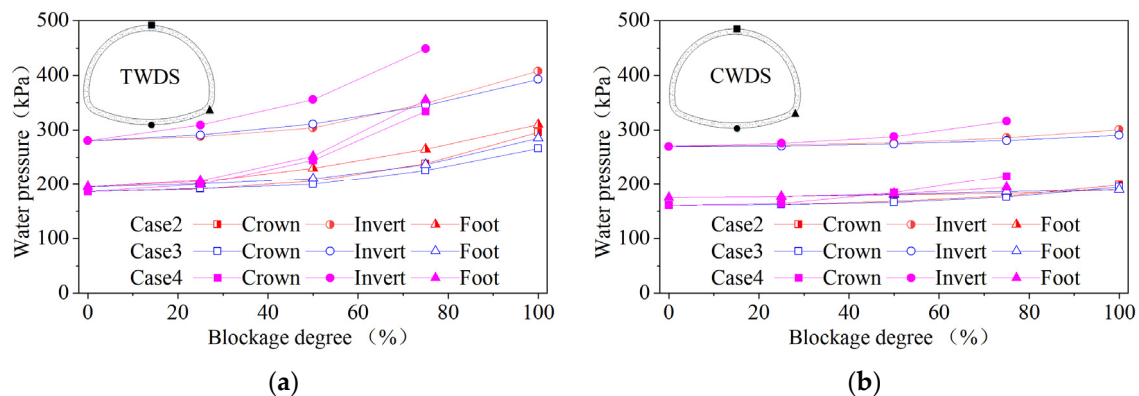 500
400
300
200
100
0
Water pressure（kPa）
TWDS
Case2 Crown Invert Foot
Case3 Crown Invert Foot
Case4 Crown Invert Foot
0 20 40 60 80 100
Blockage degree （%）
(a)
500
400
300
200
100
0
Water pressure（kPa）
CWDS
Case2 Crown Invert Foot
Case3 Crown Invert Foot
Case4 Crown Invert Foot
0 20 40 60 80 100
Blockage degree （%）
(b)